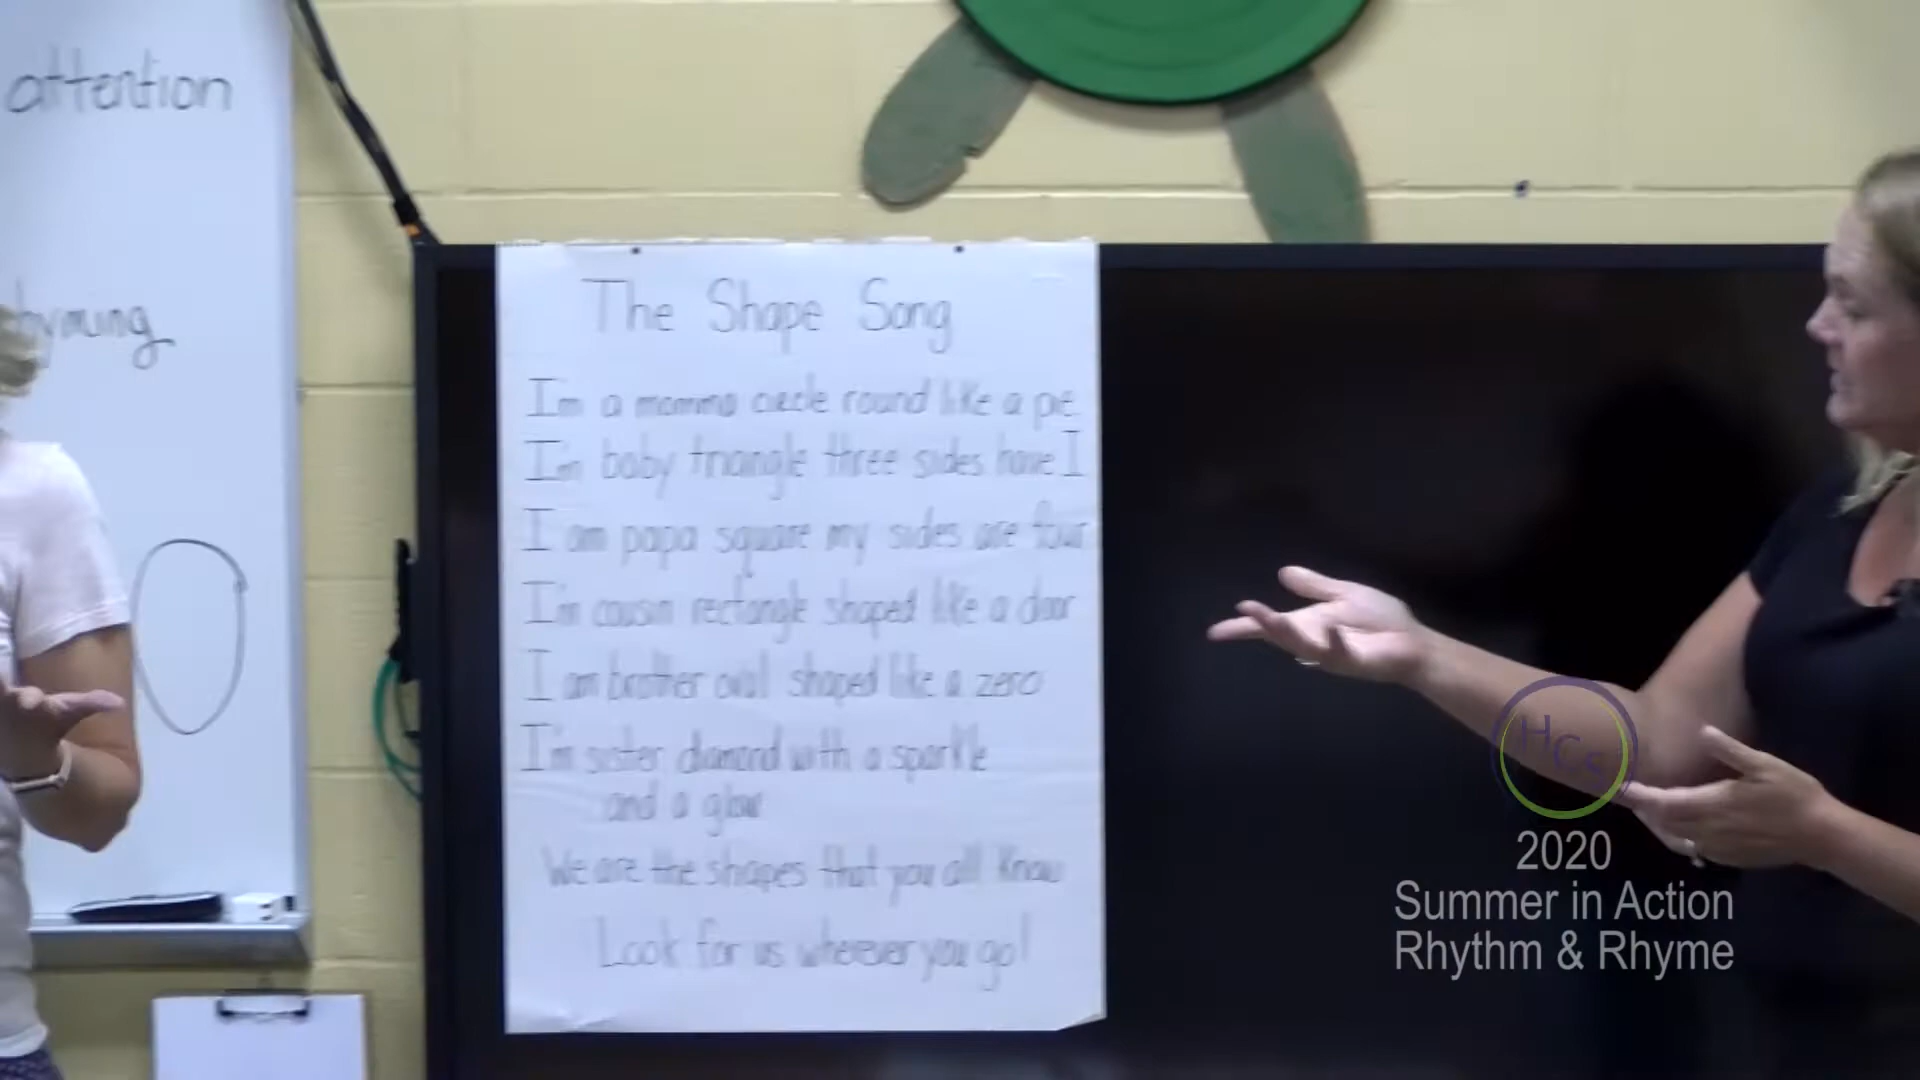 attention
The Shape Song
I'm a momma circle round like a pie
I'm baby triangle three sides have I
I am papa square my sides are four
I'm cousin rectangle shaped like a door
I am brother oval shaped like a zero
I'm sister diamond with a sparkle
and a glow
We are the shapes that you all know
Look for us wherever you go!
HCS
2020
Summer in Action
Rhythm & Rhyme